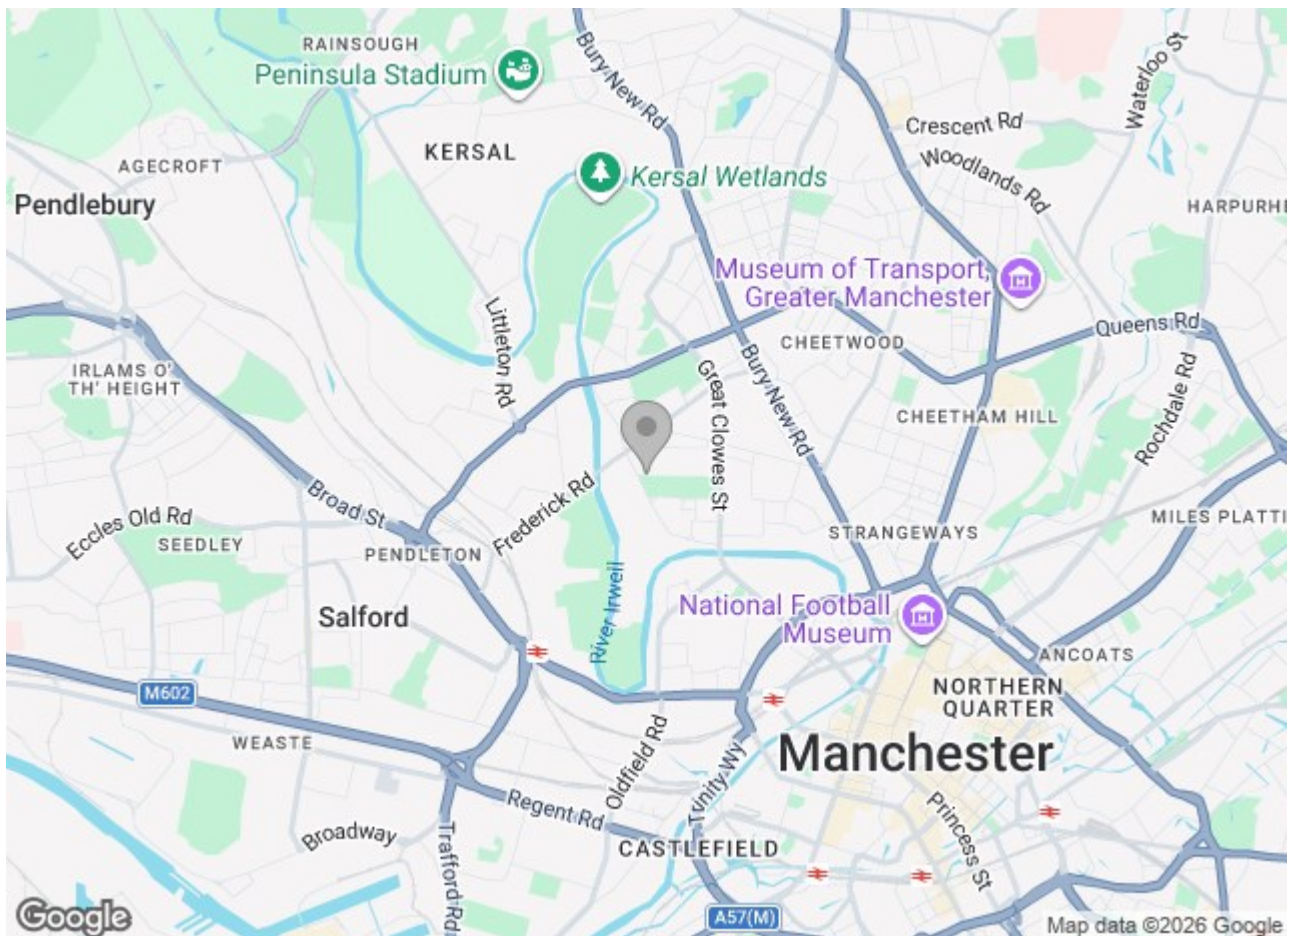 RAINSOUGH
Peninsula Stadium
Bury New Rd
Waterloo St
Crescent Rd
KERSAL
AGECROFT
Woodlands Rd
Kersal Wetlands
Pendlebury
HARPURHE
Museum of Transport,
Greater Manchester
Littleton Rd
Queens Rd
CHEETWOOD
IRLAMS O'
TH' HEIGHT
Great Clowes St
Bury New Rd
Rochdale Rd
CHEETHAM HILL
Broad St
Frederick Rd
Eccles Old Rd
SEEDLEY
PENDLETON
STRANGEWAYS
MILES PLATTI
River Irwell
Salford
National Football
Museum
ANCOATS
M602
NORTHERN
QUARTER
WEASTE
Oldfield Rd
Trinity Wy
Manchester
Regent Rd
Princess St
Broadway
Trafford Rd
CASTLEFIELD
A57(M)
Google
Map data ©2026 Google